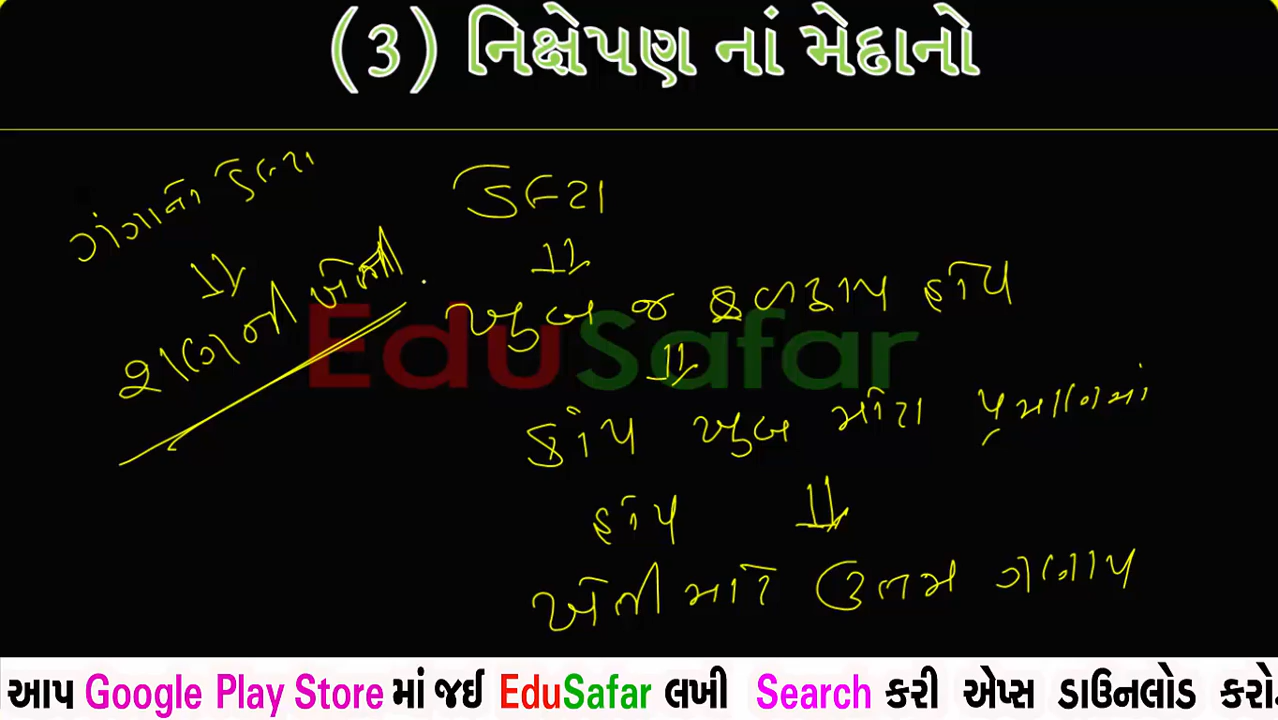 (3) નિક્ષેપણ નાં મેદાનો
ગંગાનો ડેલ્ટા
શણની ખેતી
ડેલ્ટા
ખુબ જ ફળદ્રુપ હોય
કાંપ ખુબ મોટા પ્રમાણમાં
હોય
ખેતી માટે ઉત્તમ ગણાય
EduSafar
આપ Google Play Store માં જઈ EduSafar લખી Search કરી એપ્સ ડાઉનલોડ કરો.